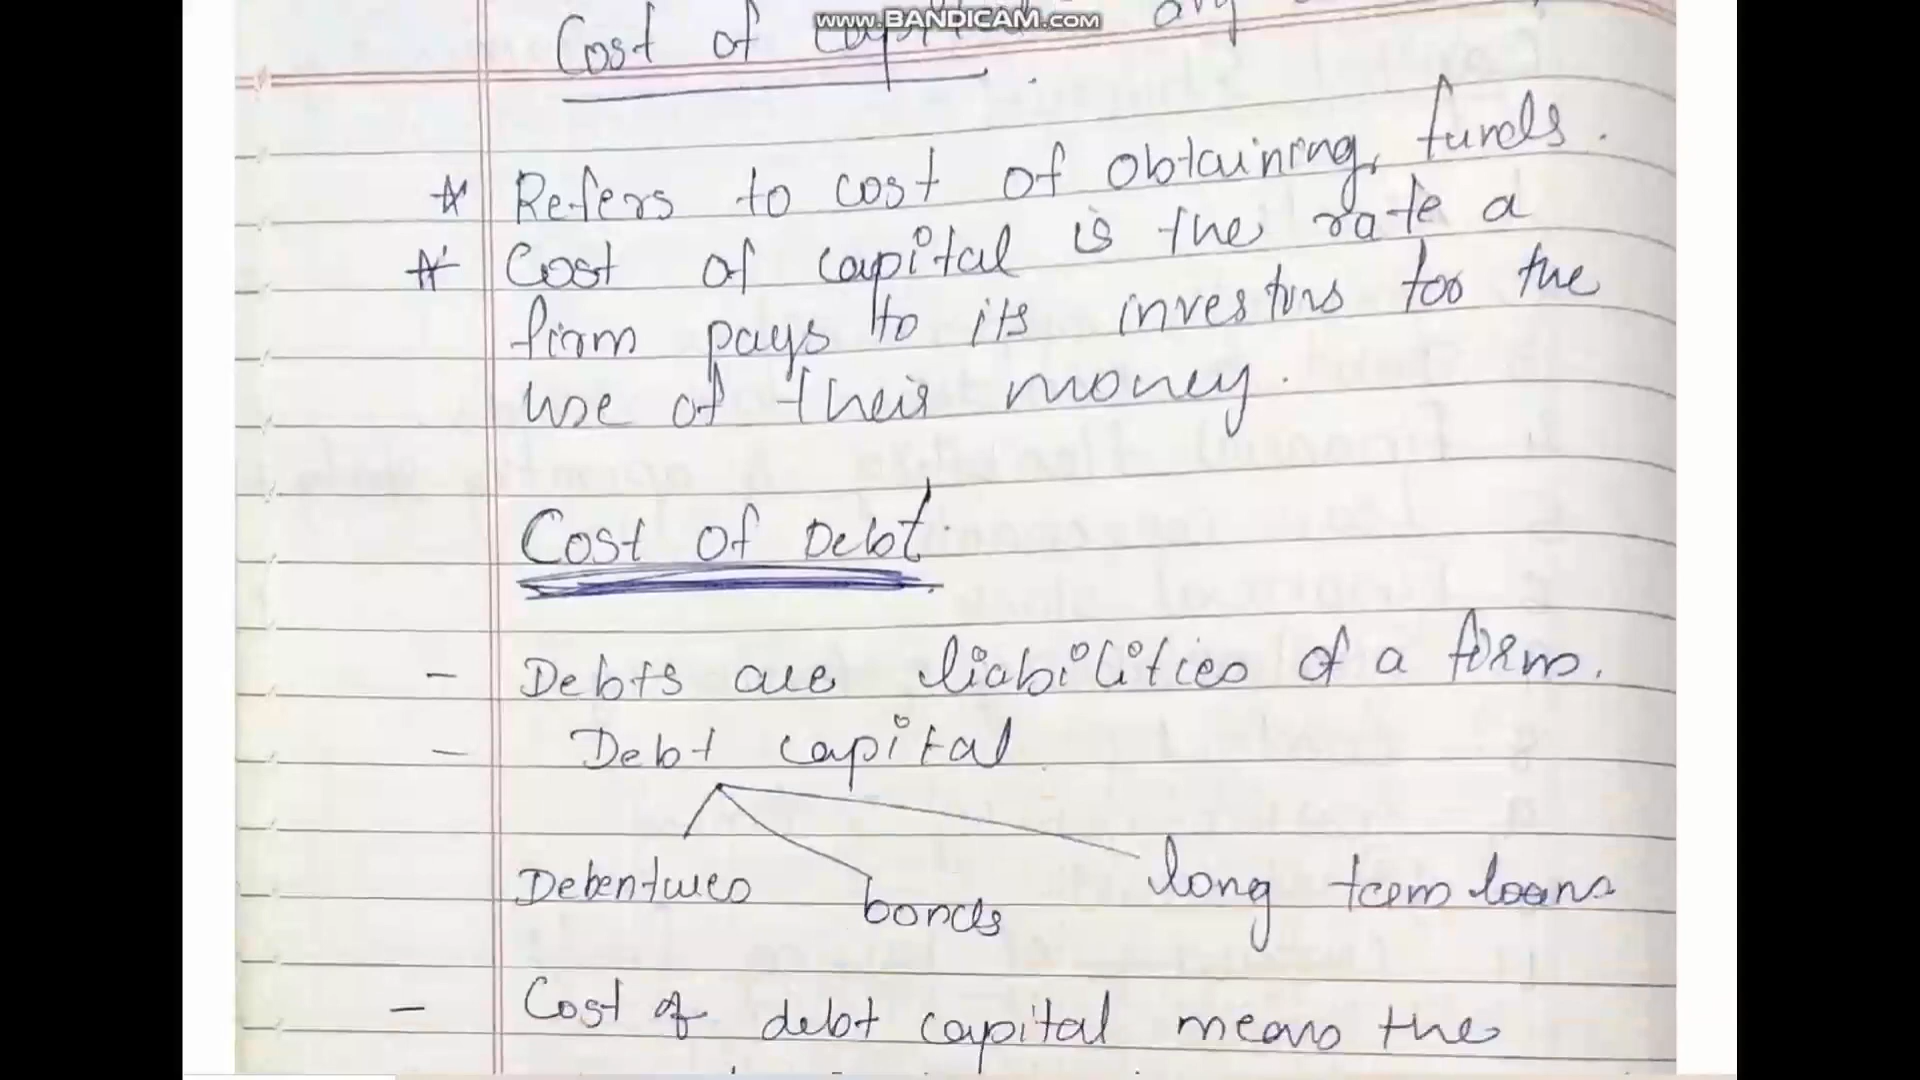 www.BANDICAM.com
Cost of capital any
* Refers to cost of obtaining funds.
* Cost of capital is the rate a
firm pays to its investors for the
use of their money.
Cost of Debt.
- Debts are liabilities of a firm.
- Debt capital
Debentures bonds long term loans
- Cost of debt capital means the